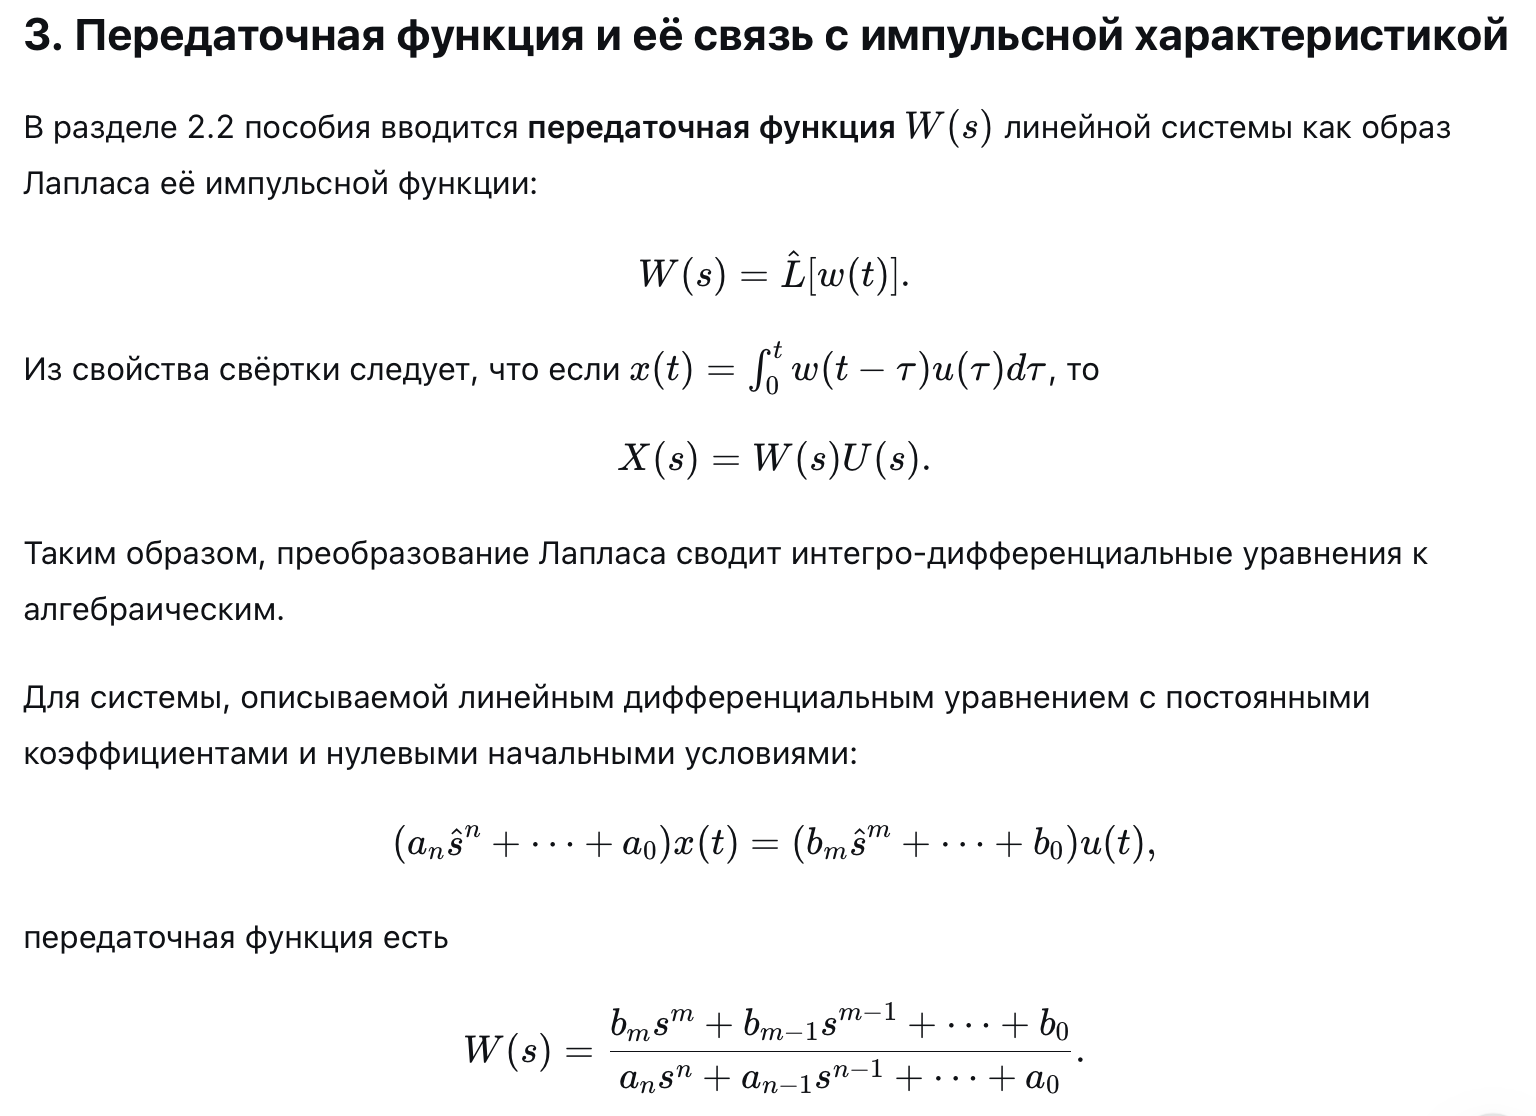 3. Передаточная функция и её связь с импульсной характеристикой
В разделе 2.2 пособия вводится передаточная функция W(s) линейной системы как образ
Лапласа её импульсной функции:
W(s) = L̂[w(t)].
Из свойства свёртки следует, что если x(t) = ∫₀ᵗ w(t − τ)u(τ)dτ, то
X(s) = W(s)U(s).
Таким образом, преобразование Лапласа сводит интегро-дифференциальные уравнения к
алгебраическим.
Для системы, описываемой линейным дифференциальным уравнением с постоянными
коэффициентами и нулевыми начальными условиями:
(aₙŝⁿ + ⋯ + a₀)x(t) = (bₘŝᵐ + ⋯ + b₀)u(t),
передаточная функция есть
W(s) = (bₘsᵐ + bₘ₋₁sᵐ⁻¹ + ⋯ + b₀) / (aₙsⁿ + aₙ₋₁sⁿ⁻¹ + ⋯ + a₀).